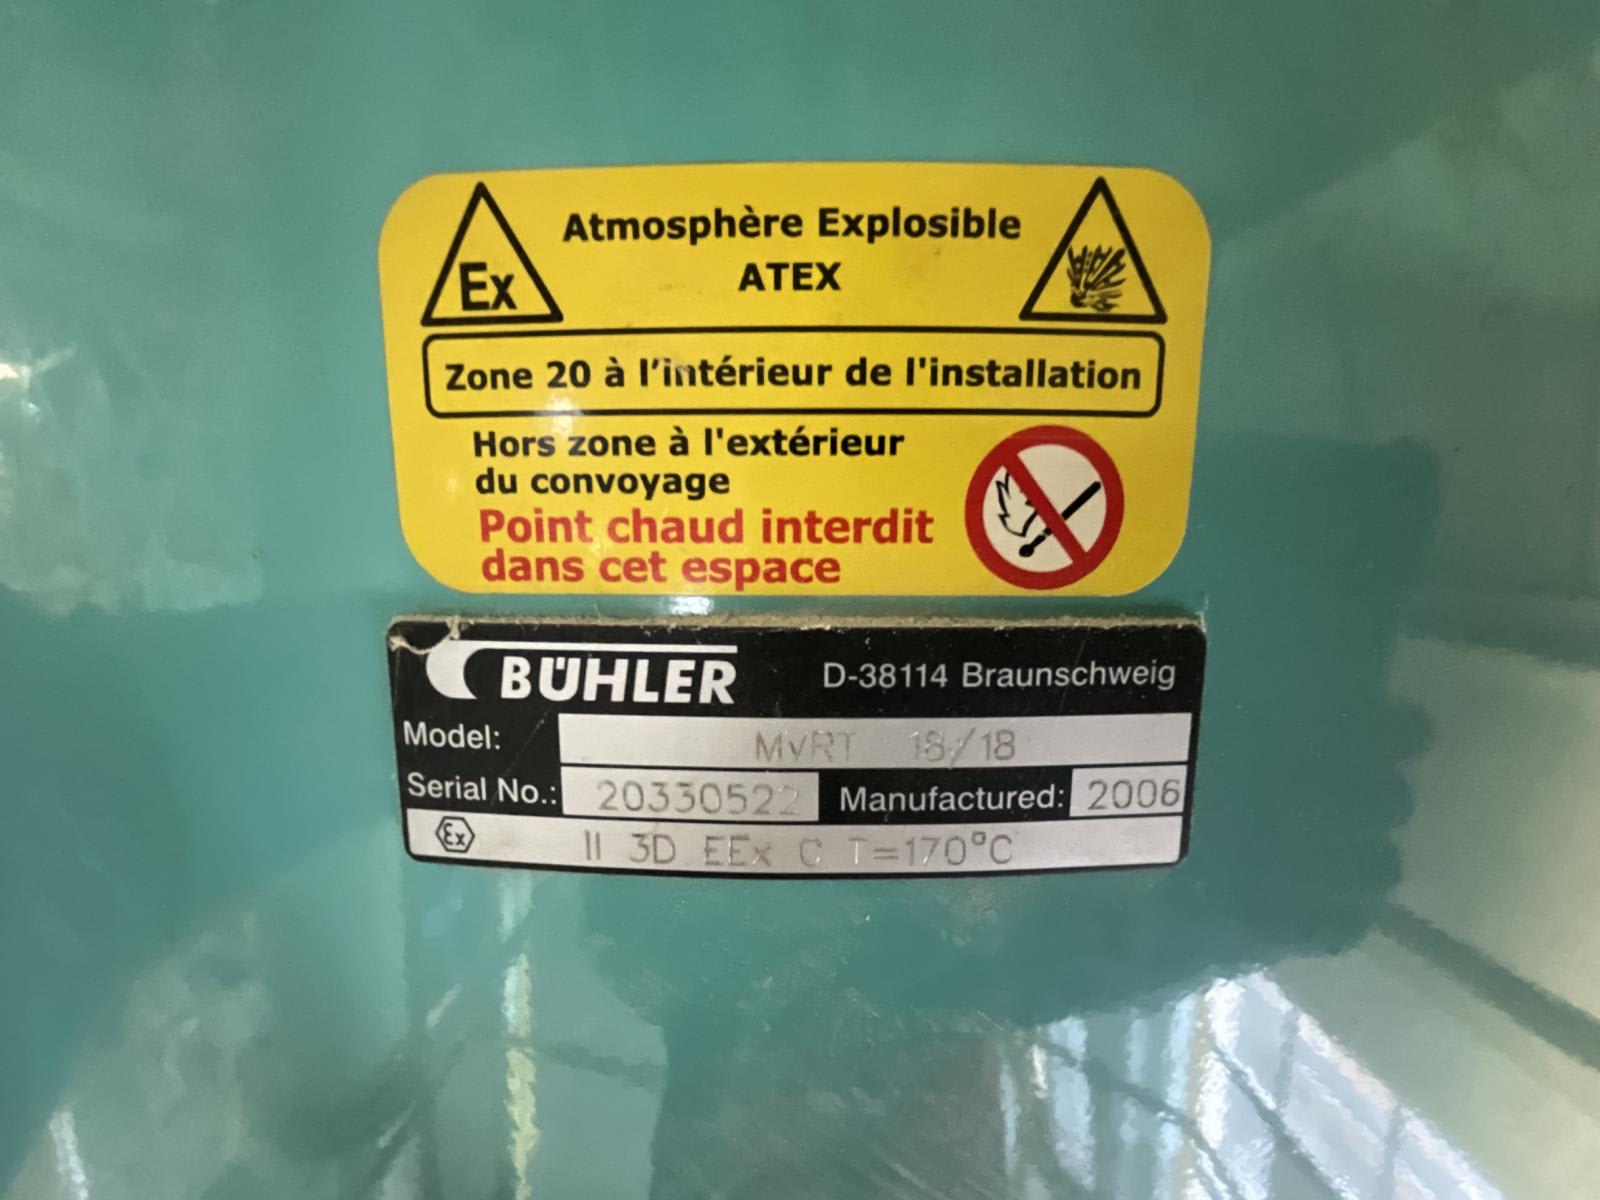 Ex
Atmosphère Explosible
ATEX
Zone 20 à l'intérieur de l'installation
Hors zone à l'extérieur
du convoyage
Point chaud interdit
dans cet espace
BÜHLER D-38114 Braunschweig
Model: MVRT 18/18
Serial No.: 20330522 Manufactured: 2006
Ex II 3D EEx C T=170°C